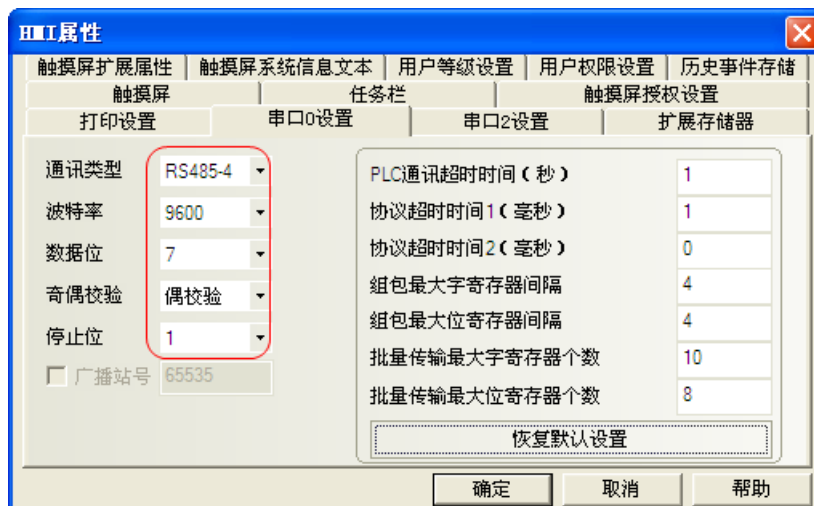 HMI属性
触摸屏扩展属性 触摸屏系统信息文本 用户等级设置 用户权限设置 历史事件存储
触摸屏 任务栏 触摸屏授权设置
打印设置 串口0设置 串口2设置 扩展存储器
通讯类型 RS485-4
波特率 9600
数据位 7
奇偶校验 偶校验
停止位 1
广播站号 65535
PLC通讯超时时间(秒) 1
协议超时时间1(毫秒) 1
协议超时时间2(毫秒) 0
组包最大字寄存器间隔 4
组包最大位寄存器间隔 4
批量传输最大字寄存器个数 10
批量传输最大位寄存器个数 8
恢复默认设置
确定 取消 帮助